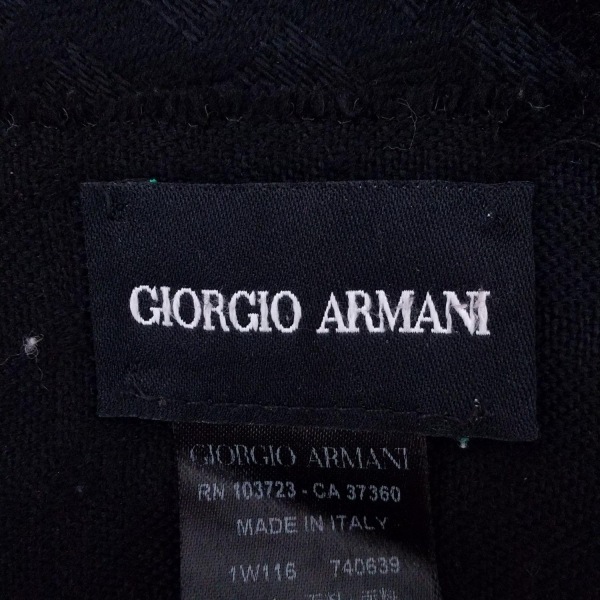 GIORGIO ARMANI
GIORGIO ARMANI
RN 103723 - CA 37360
MADE IN ITALY
1W116 740639